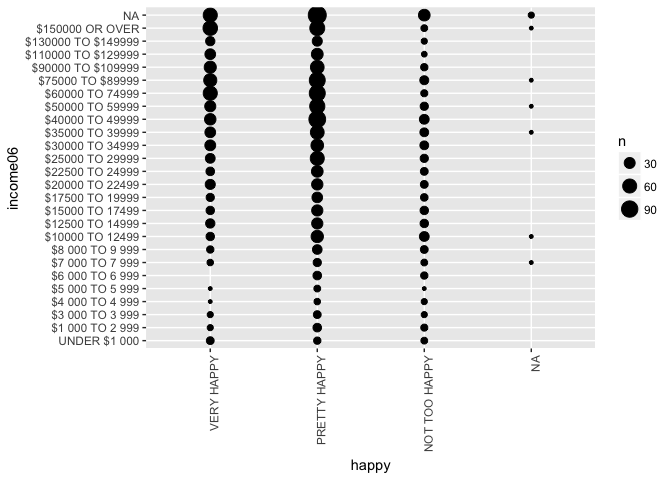 NA
$150000 OR OVER
$130000 TO $149999
$110000 TO $129999
$90000 TO $109999
$75000 TO $89999
$60000 TO 74999
$50000 TO 59999
$40000 TO 49999
$35000 TO 39999
$30000 TO 34999
$25000 TO 29999
$22500 TO 24999
$20000 TO 22499
$17500 TO 19999
$15000 TO 17499
$12500 TO 14999
$10000 TO 12499
$8 000 TO 9 999
$7 000 TO 7 999
$6 000 TO 6 999
$5 000 TO 5 999
$4 000 TO 4 999
$3 000 TO 3 999
$1 000 TO 2 999
UNDER $1 000
income06
VERY HAPPY
PRETTY HAPPY
NOT TOO HAPPY
NA
happy
n
30
60
90